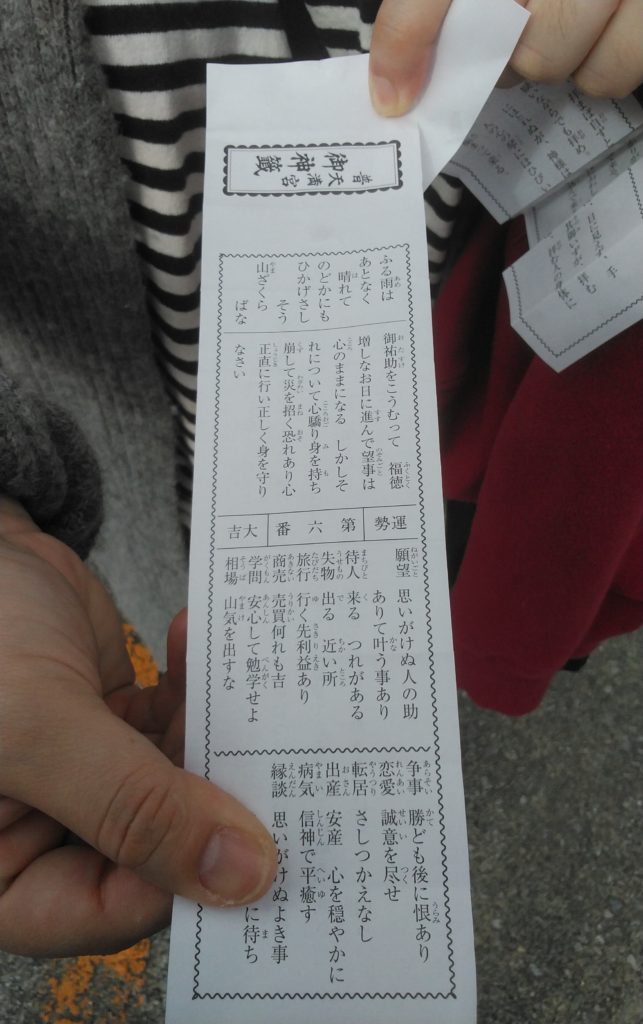 普天滿宮
御神籤
ふる雨は
あとなく
晴れて
のどかにも
ひかげさし
そう
山ざくら
ばな
御祐助をこうむって 福徳
増しなお日に進んで望事は
心のままになる しかしそ
れについて心驕り身を持ち
崩して災を招く恐れあり心
正直に行い正しく身を守り
なさい
運勢
第六番
大吉
願望 思いがけぬ人の助
ありて叶う事あり
待人 来る つれがある
失物 出る 近い所
旅行 行く先利益あり
商売 売買何れも吉
学問 安心して勉学せよ
相場 山気を出すな
争事 勝ども後に恨あり
恋愛 誠意を尽せ
転居 さしつかえなし
出産 安産 心を穏やかに
病気 信神で平癒す
縁談 思いがけぬよき事
に待ち